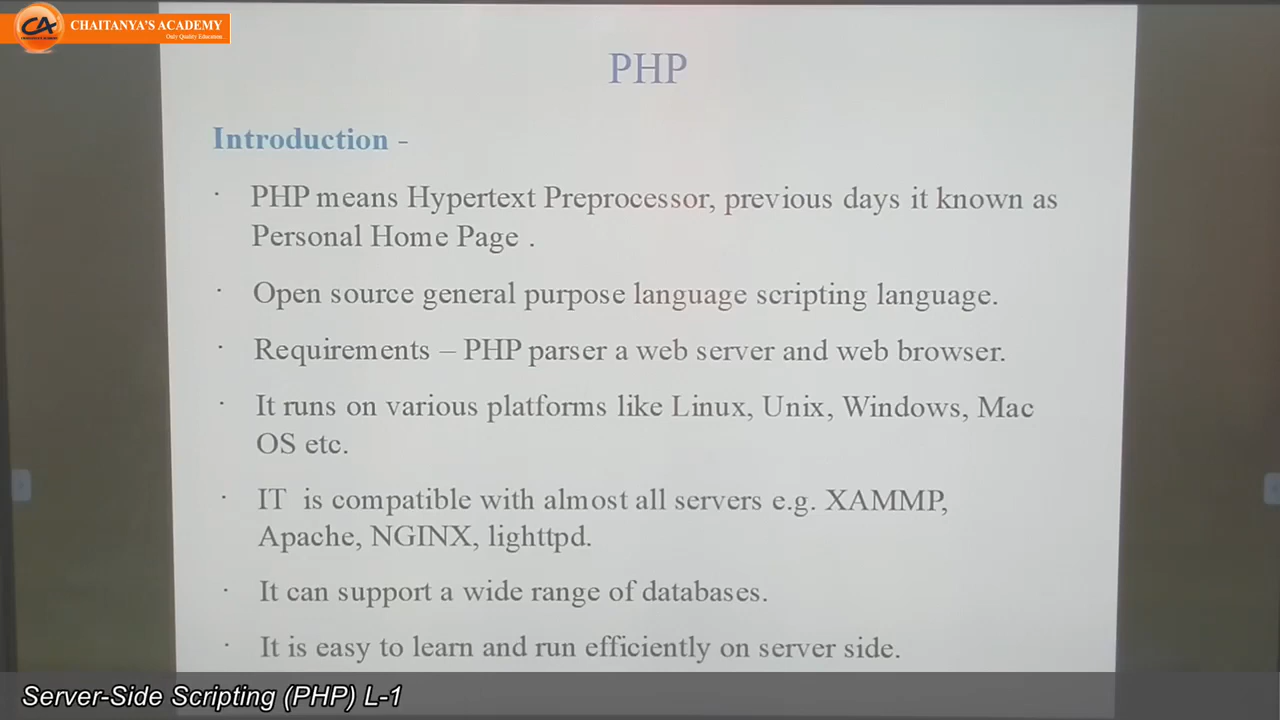 CHAITANYA'S ACADEMY
Only Quality Education
PHP
Introduction -
· PHP means Hypertext Preprocessor, previous days it known as
Personal Home Page .
· Open source general purpose language scripting language.
· Requirements – PHP parser a web server and web browser.
· It runs on various platforms like Linux, Unix, Windows, Mac
OS etc.
· IT is compatible with almost all servers e.g. XAMMP,
Apache, NGINX, lighttpd.
· It can support a wide range of databases.
· It is easy to learn and run efficiently on server side.
Server-Side Scripting (PHP) L-1